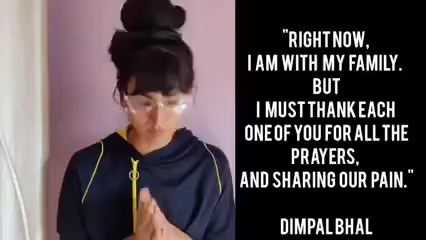 "RIGHT NOW,
I AM WITH MY FAMILY.
BUT
I MUST THANK EACH
ONE OF YOU FOR ALL THE
PRAYERS,
AND SHARING OUR PAIN."
DIMPAL BHAL